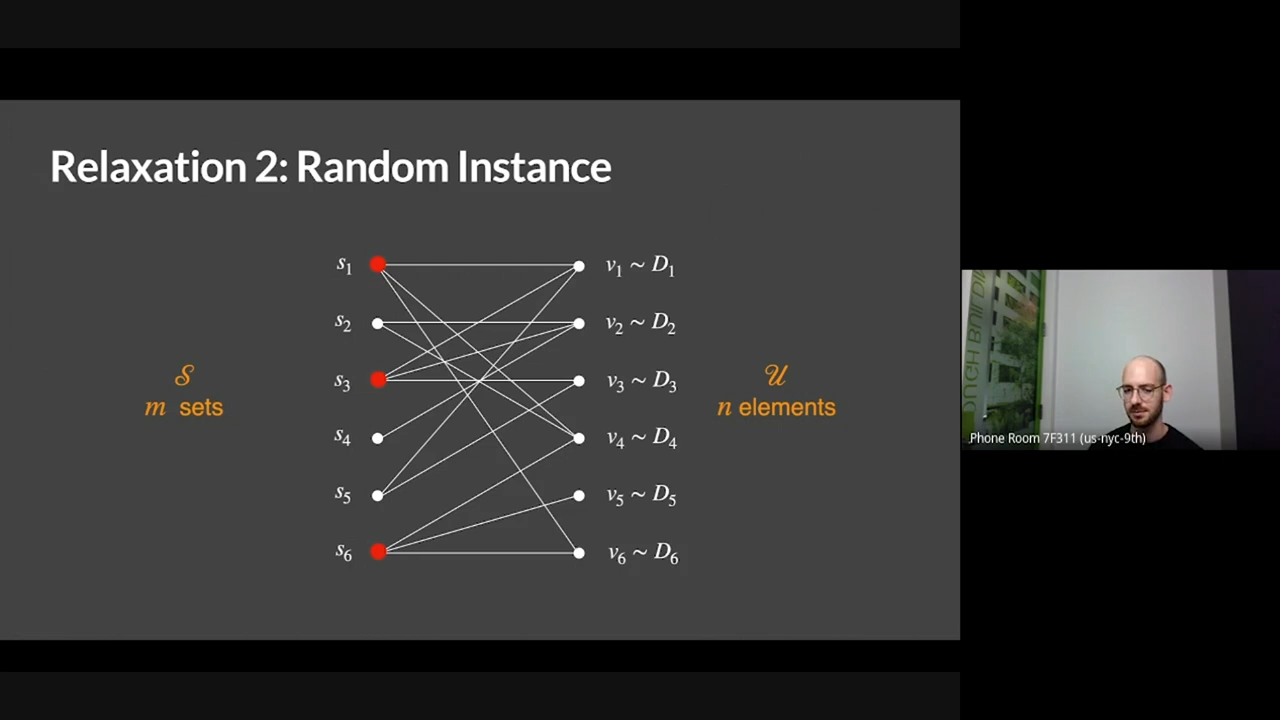 Relaxation 2: Random Instance
s₁
v₁ ~ D₁
s₂
v₂ ~ D₂
s₃
v₃ ~ D₃
𝒮
m sets
𝒰
n elements
s₄
v₄ ~ D₄
s₅
v₅ ~ D₅
s₆
v₆ ~ D₆
Phone Room 7F311 (us-nyc-9th)